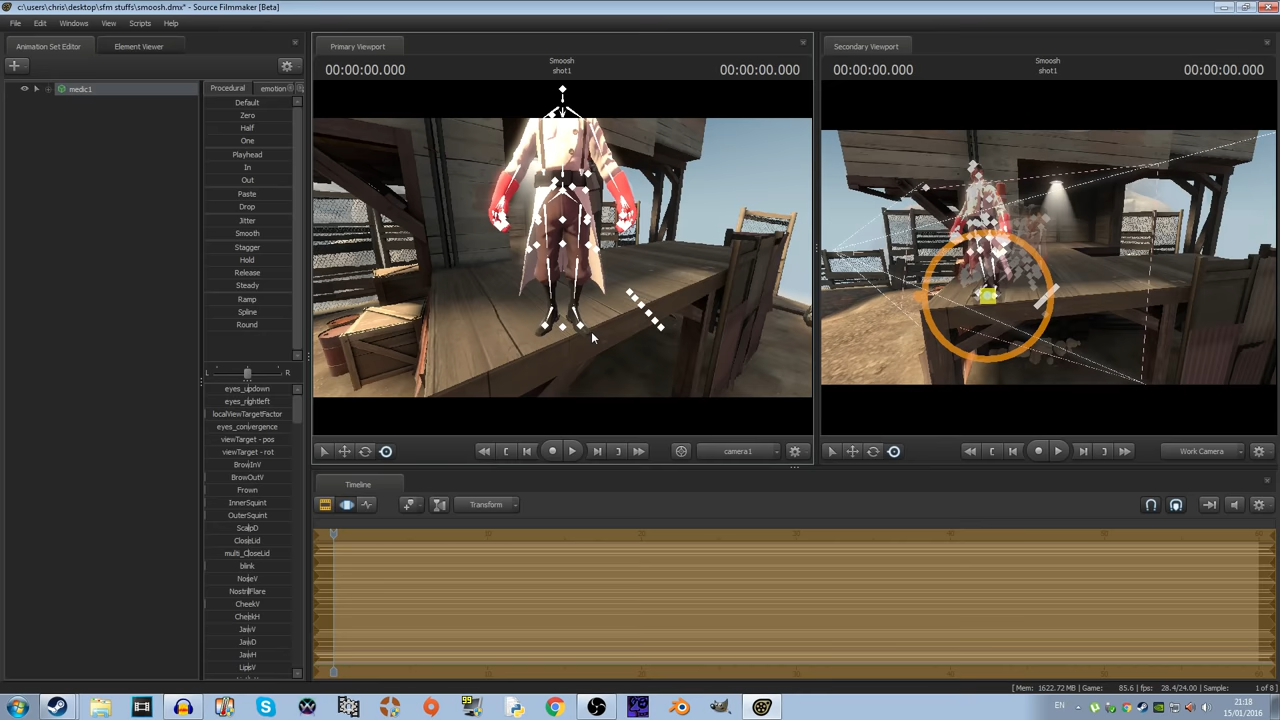 c:\users\chris\desktop\sfm stuffs\smoosh.dmx* - Source Filmmaker [Beta]
File Edit Windows View Scripts Help
Animation Set Editor Element Viewer
medic1
Procedural emotion
Default
Zero
Half
One
Playhead
In
Out
Paste
Drop
Jitter
Smooth
Stagger
Hold
Release
Steady
Ramp
Spline
Round
L R
eyes_updown
eyes_rightleft
localViewTargetFactor
eyes_convergence
viewTarget - pos
viewTarget - rot
BrowInV
BrowOutV
Frown
InnerSquint
OuterSquint
ScalpD
CloseLid
multi_CloseLid
blink
NoseV
NostrilFlare
CheekV
CheekH
JawV
JawD
JawH
LipsV
Primary Viewport
00:00:00.000 Smoosh 00:00:00.000
shot1
camera1
Secondary Viewport
00:00:00.000 Smoosh 00:00:00.000
shot1
Work Camera
Timeline
Transform
[Mem: 1622.72 MB| Game: 85.6| fps: 28.4/24.00| Sample: 1 of 8]
EN 21:18
15/01/2016